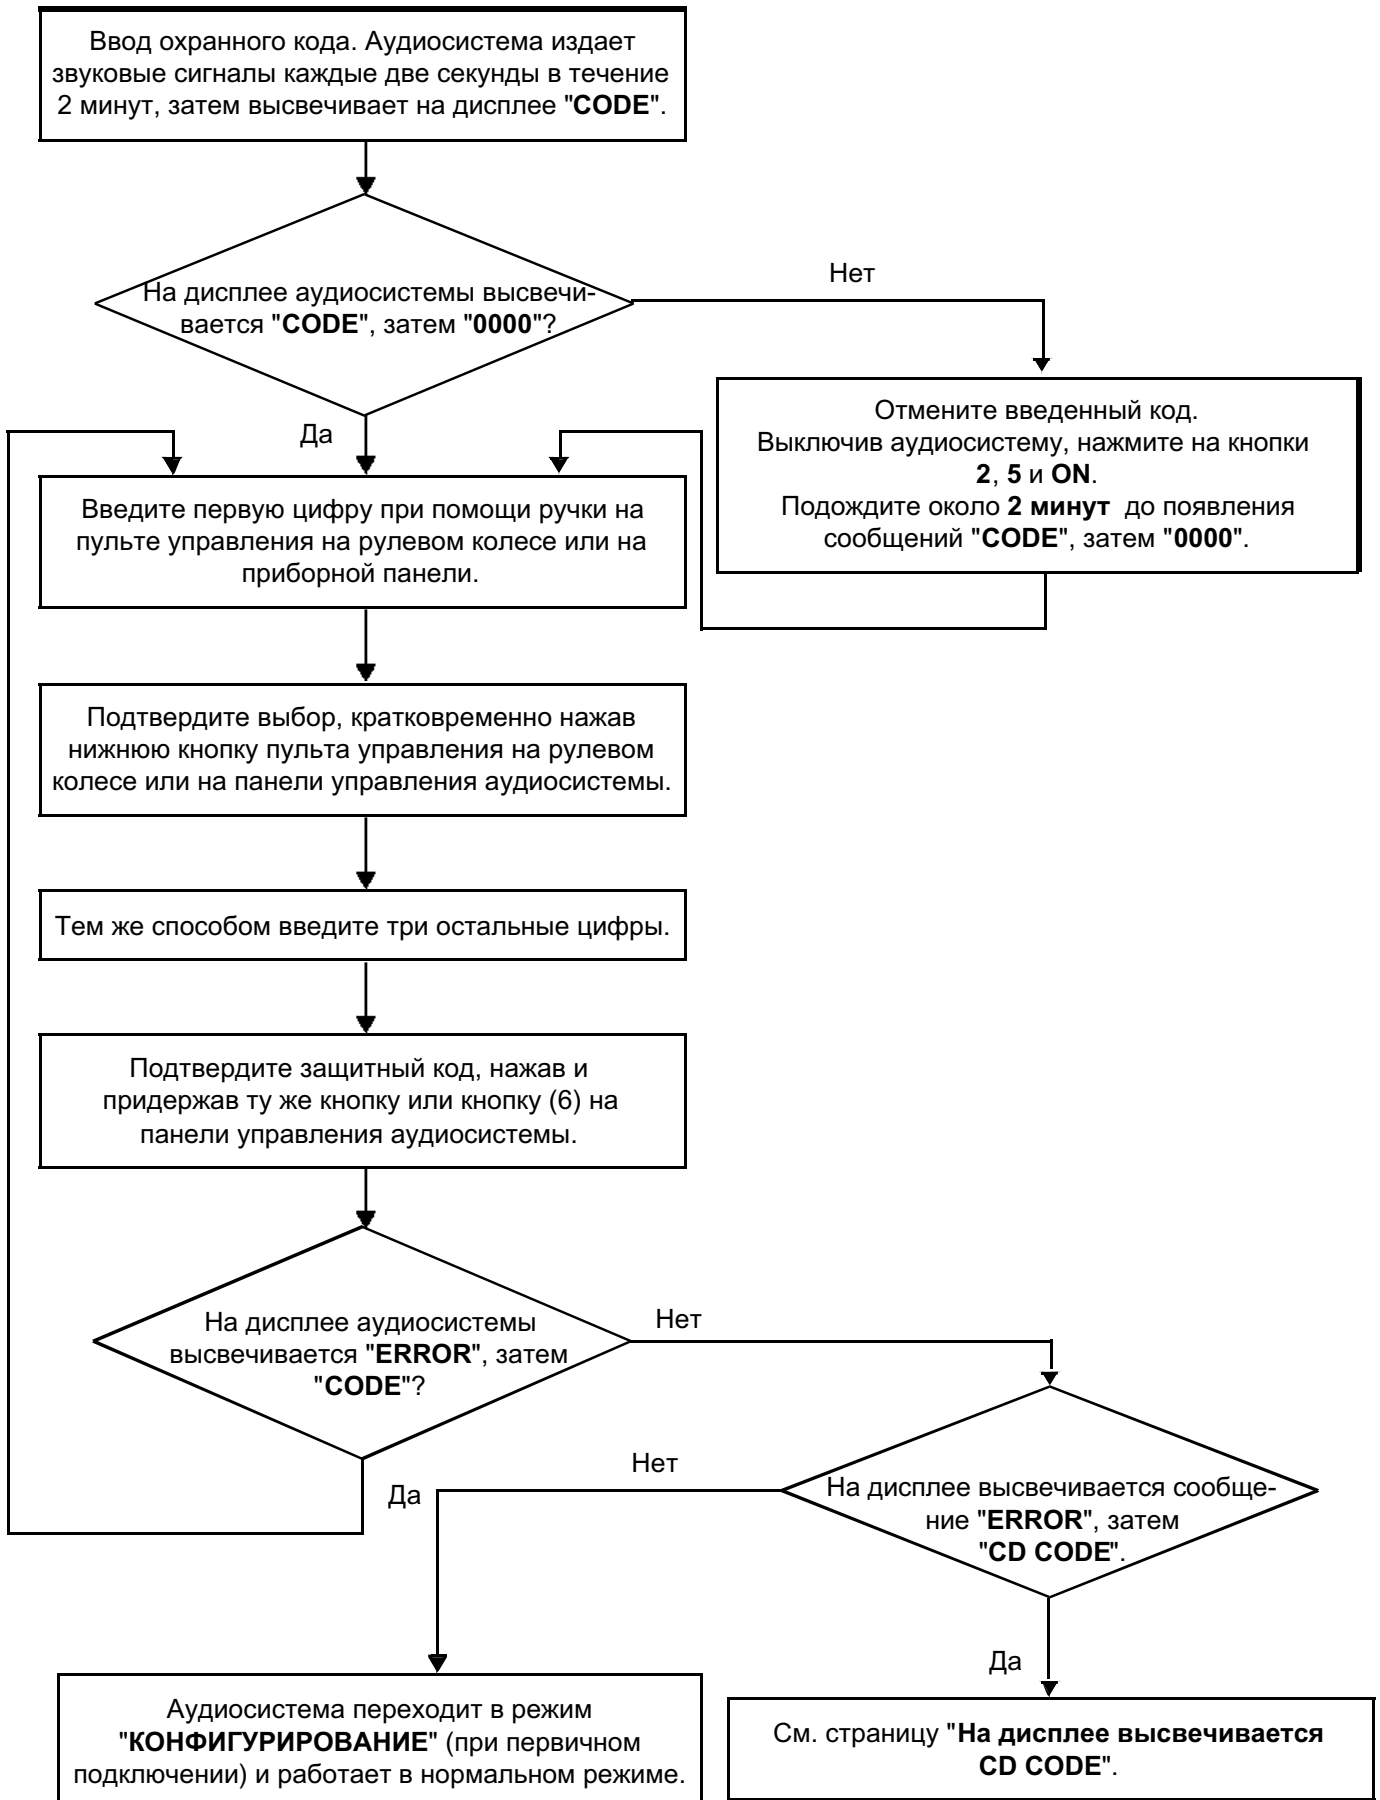 Ввод охранного кода. Аудиосистема издает
звуковые сигналы каждые две секунды в течение
2 минут, затем высвечивает на дисплее "CODE".
На дисплее аудиосистемы высвечи-
вается "CODE", затем "0000"?
Нет
Отмените введенный код.
Выключив аудиосистему, нажмите на кнопки
2, 5 и ON.
Подождите около 2 минут до появления
сообщений "CODE", затем "0000".
Да
Введите первую цифру при помощи ручки на
пульте управления на рулевом колесе или на
приборной панели.
Подтвердите выбор, кратковременно нажав
нижнюю кнопку пульта управления на рулевом
колесе или на панели управления аудиосистемы.
Тем же способом введите три остальные цифры.
Подтвердите защитный код, нажав и
придержав ту же кнопку или кнопку (6) на
панели управления аудиосистемы.
На дисплее аудиосистемы
высвечивается "ERROR", затем
"CODE"?
Нет
Да
На дисплее высвечивается сообще-
ние "ERROR", затем
"CD CODE".
Нет
Да
Аудиосистема переходит в режим
"КОНФИГУРИРОВАНИЕ" (при первичном
подключении) и работает в нормальном режиме.
См. страницу "На дисплее высвечивается
CD CODE".